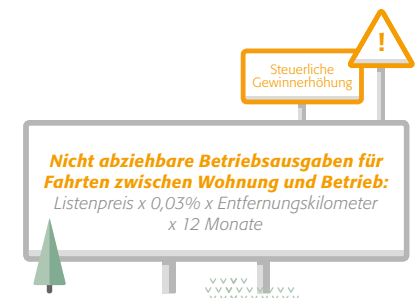 !
Steuerliche
Gewinnerhöhung
Nicht abziehbare Betriebsausgaben für
Fahrten zwischen Wohnung und Betrieb:
Listenpreis x 0,03% x Entfernungskilometer
x 12 Monate